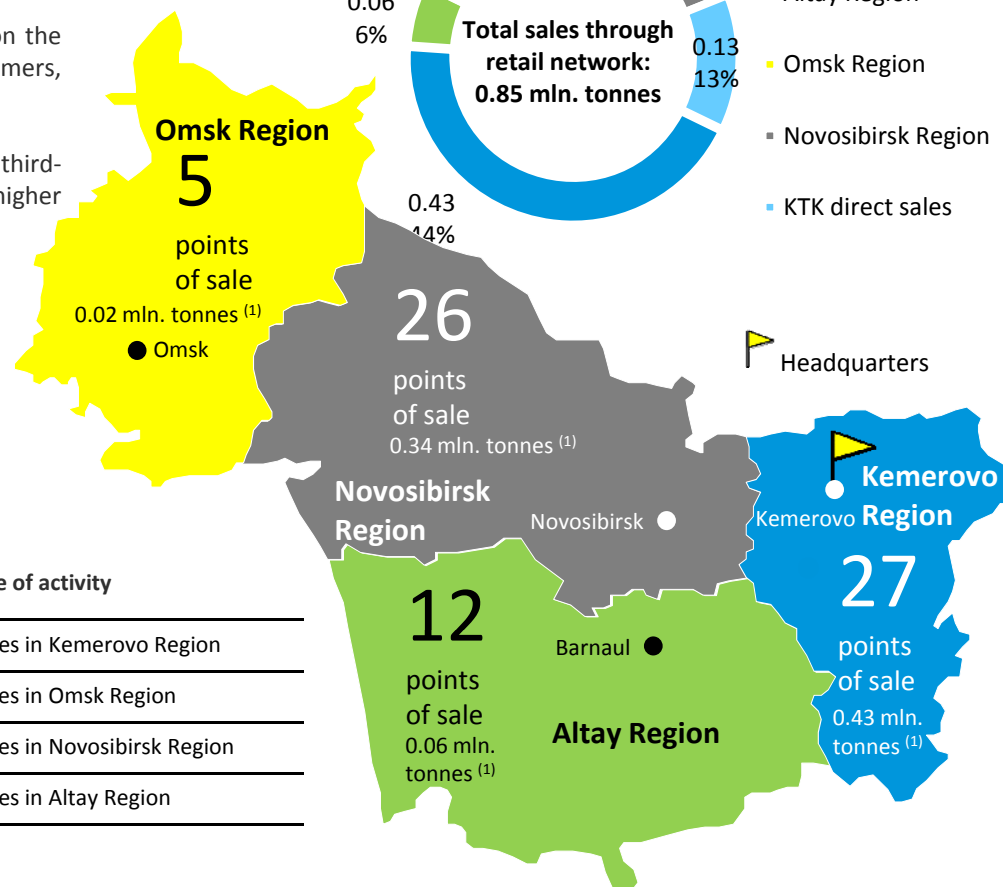 on the
mers,
third-
higher
0.06
6%
Total sales through
retail network:
0.85 mln. tonnes
0.13
13%
0.43
44%
Omsk Region
Novosibirsk Region
KTK direct sales
Headquarters
Omsk Region
5
points
of sale
0.02 mln. tonnes (1)
Omsk
26
points
of sale
0.34 mln. tonnes (1)
Novosibirsk
Region
Novosibirsk
Kemerovo
Kemerovo
Region
27
points
of sale
0.43 mln.
tonnes (1)
12
points
of sale
0.06 mln.
tonnes (1)
Barnaul
Altay Region
e of activity
es in Kemerovo Region
es in Omsk Region
es in Novosibirsk Region
es in Altay Region